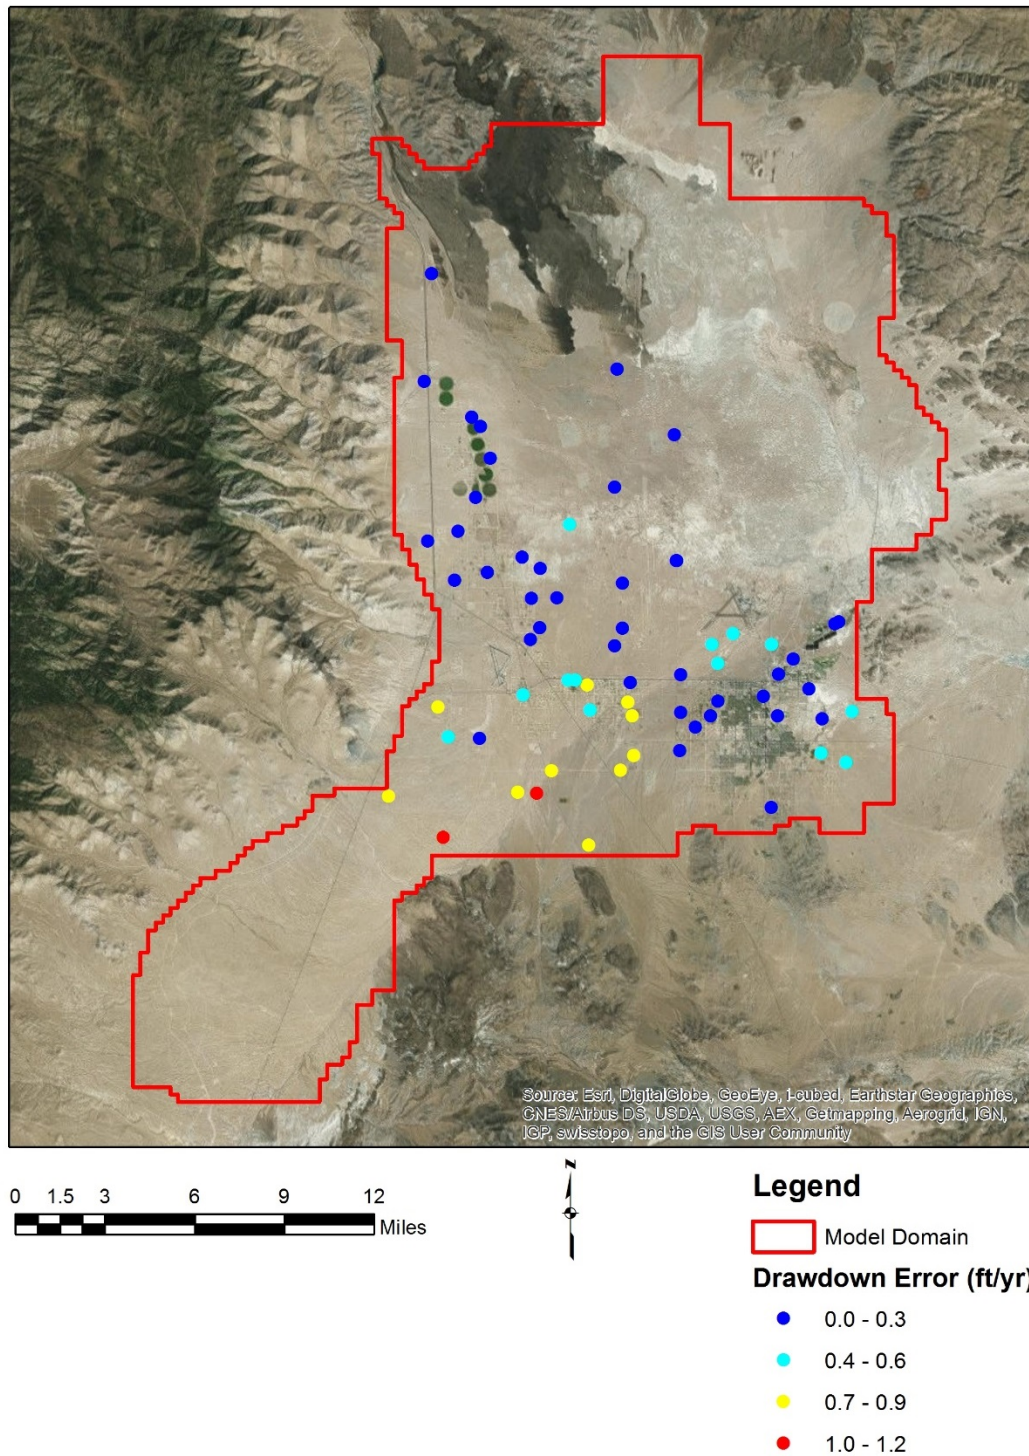 Source: Esri, DigitalGlobe, GeoEye, i-cubed, Earthstar Geographics,
CNES/Airbus DS, USDA, USGS, AEX, Getmapping, Aerogrid, IGN,
IGP, swisstopo, and the GIS User Community
0 1.5 3 6 9 12
Miles
Z
Legend
Model Domain
Drawdown Error (ft/yr)
0.0 - 0.3
0.4 - 0.6
0.7 - 0.9
1.0 - 1.2